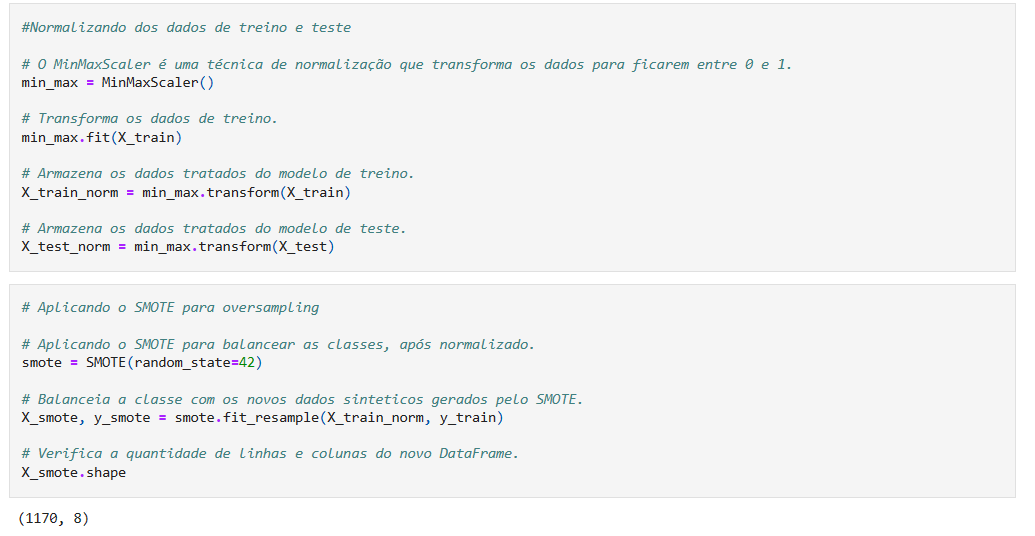 #Normalizando dos dados de treino e teste
# O MinMaxScaler é uma técnica de normalização que transforma os dados para ficarem entre 0 e 1.
min_max = MinMaxScaler()
# Transforma os dados de treino.
min_max.fit(X_train)
# Armazena os dados tratados do modelo de treino.
X_train_norm = min_max.transform(X_train)
# Armazena os dados tratados do modelo de teste.
X_test_norm = min_max.transform(X_test)
# Aplicando o SMOTE para oversampling
# Aplicando o SMOTE para balancear as classes, após normalizado.
smote = SMOTE(random_state=42)
# Balanceia a classe com os novos dados sinteticos gerados pelo SMOTE.
X_smote, y_smote = smote.fit_resample(X_train_norm, y_train)
# Verifica a quantidade de linhas e colunas do novo DataFrame.
X_smote.shape
(1170, 8)